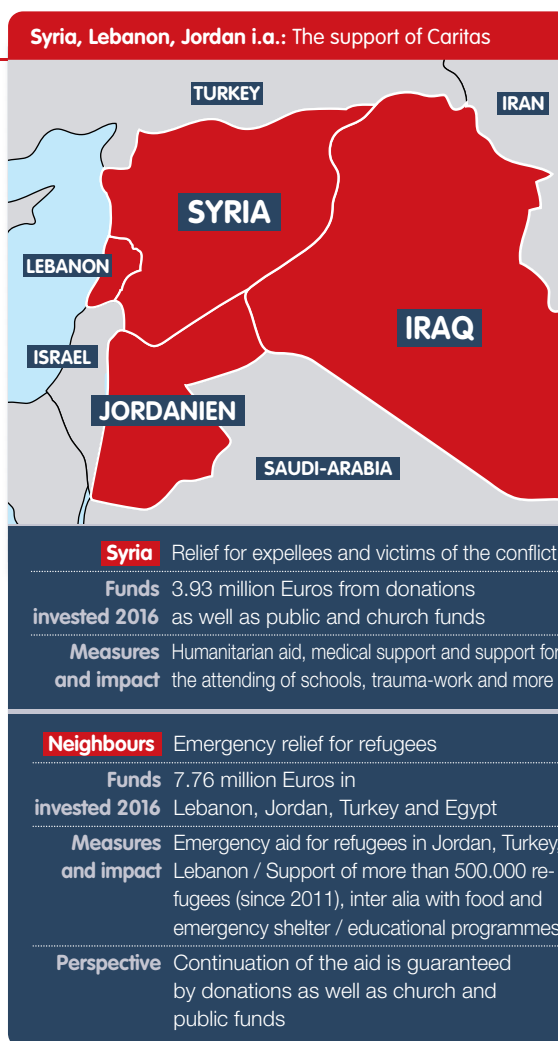 Syria, Lebanon, Jordan i.a.: The support of Caritas
TURKEY
IRAN
SYRIA
LEBANON
IRAQ
ISRAEL
JORDANIEN
SAUDI-ARABIA
Syria Relief for expellees and victims of the conflict
Funds 3.93 million Euros from donations
invested 2016 as well as public and church funds
Measures Humanitarian aid, medical support and support for
and impact the attending of schools, trauma-work and more
Neighbours Emergency relief for refugees
Funds 7.76 million Euros in
invested 2016 Lebanon, Jordan, Turkey and Egypt
Measures Emergency aid for refugees in Jordan, Turkey,
and impact Lebanon / Support of more than 500.000 re-
fugees (since 2011), inter alia with food and
emergency shelter / educational programmes
Perspective Continuation of the aid is guaranteed
by donations as well as church and
public funds